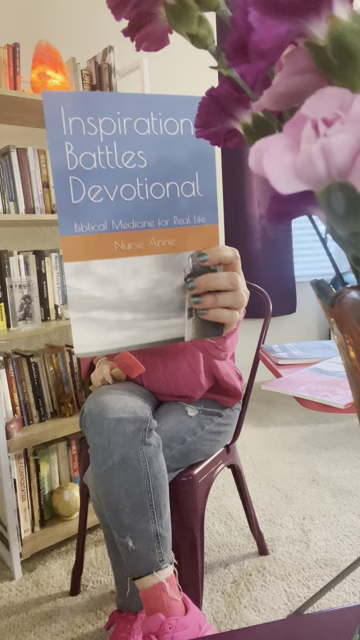 Inspiration
Battles
Devotional
Biblical Medicine for Real Life
Nurse Anne